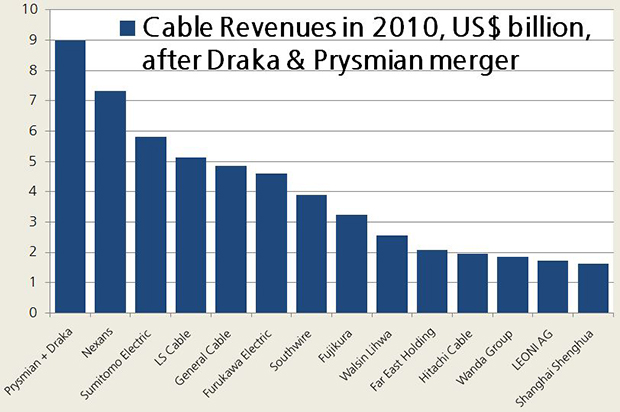 Cable Revenues in 2010, US$ billion,
after Draka & Prysmian merger
10
9
8
7
6
5
4
3
2
1
0
Prysmian + Draka
Nexans
Sumitomo Electric
LS Cable
General Cable
Furukawa Electric
Southwire
Fujikura
Walsin Lihwa
Far East Holding
Hitachi Cable
Wanda Group
LEONI AG
Shanghai Shenghua